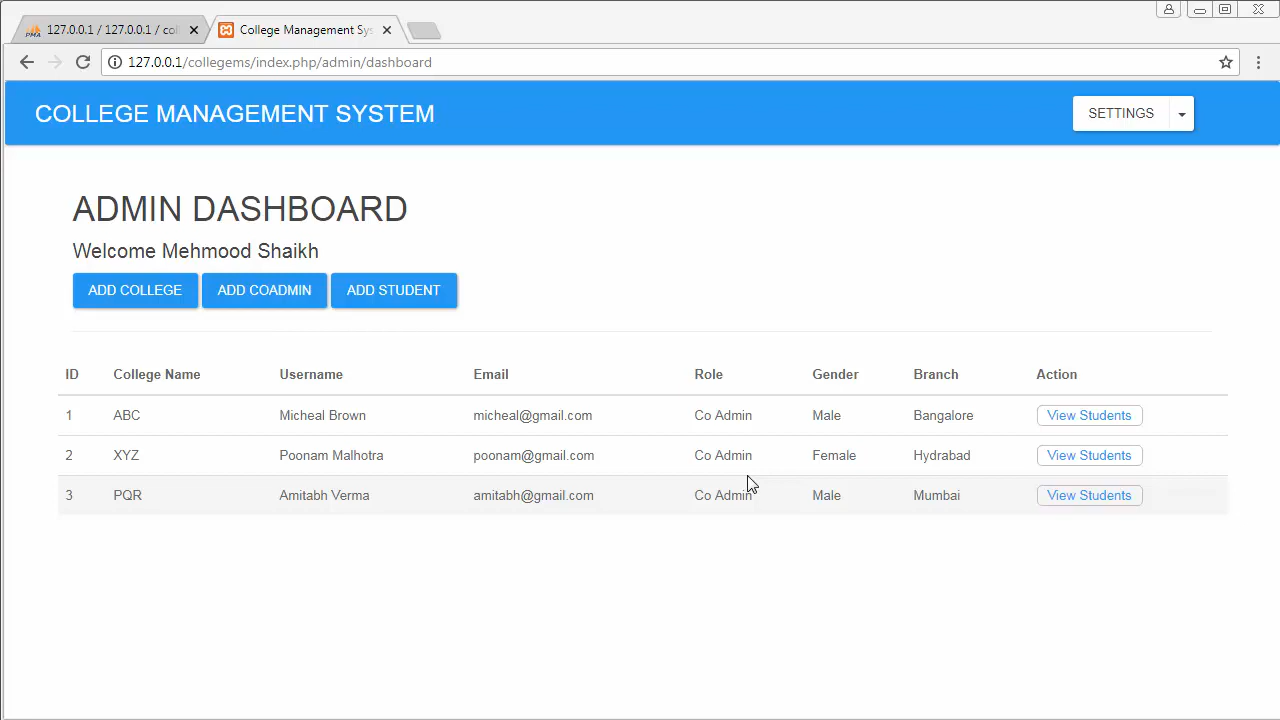 127.0.0.1 / 127.0.0.1 / col
College Management Sys
127.0.0.1/collegems/index.php/admin/dashboard
COLLEGE MANAGEMENT SYSTEM
SETTINGS
ADMIN DASHBOARD
Welcome Mehmood Shaikh
ADD COLLEGE ADD COADMIN ADD STUDENT
ID College Name Username Email Role Gender Branch Action
1 ABC Micheal Brown micheal@gmail.com Co Admin Male Bangalore View Students
2 XYZ Poonam Malhotra poonam@gmail.com Co Admin Female Hydrabad View Students
3 PQR Amitabh Verma amitabh@gmail.com Co Admin Male Mumbai View Students